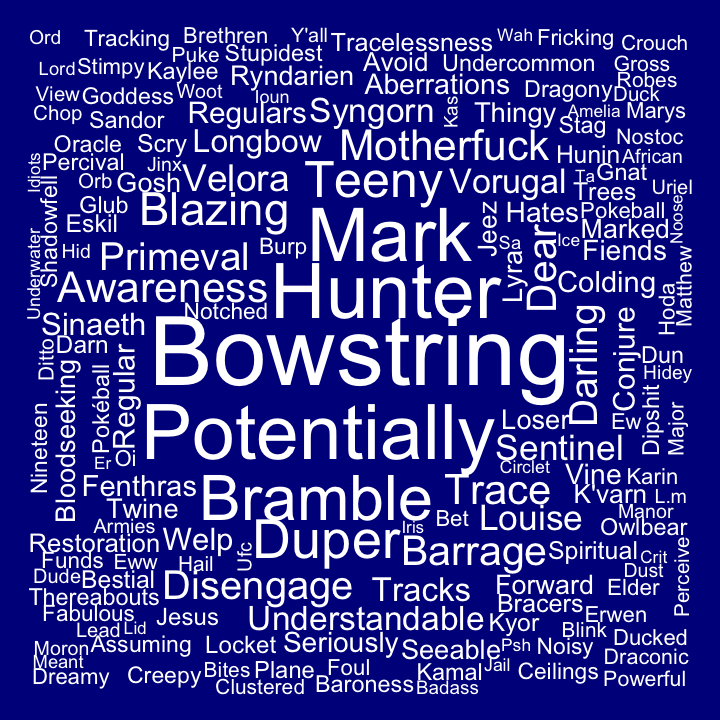 Ord
Tracking
Brethren
Y'all
Tracelessness
Wah
Fricking
Crouch
Puke
Stupidest
Lord
Stimpy
Kaylee
Ryndarien
Avoid
Undercommon
Gross
Aberrations
Robes
View
Goddess
Woot
Ioun
Dragony
Duck
Chop
Sandor
Regulars
Syngorn
Kas
Thingy
Amelia
Marys
Stag
Oracle
Scry
Longbow
Motherfuck
Nostoc
Hunin
African
Idiots
Percival
Jinx
Velora
Teeny
Vorugal
Ta
Gnat
Orb
Gosh
Trees
Uriel
Shadowfell
Glub
Blazing
Mark
Jeez
Hates
Pokeball
Noose
Eskil
Marked
Underwater
Hid
Primeval
Burp
Sa
Lyra
Dear
Ice
Fiends
Awareness
Hunter
Colding
Matthew
Hoda
Notched
Sinaeth
Bowstring
Darling
Conjure
Ditto
Darn
Dun
Pokéball
Regular
Hidey
Bloodseeking
Potentially
Loser
Ew
Dipshit
Major
Nineteen
Er
Oi
Sentinel
Circlet
Fenthras
Bramble
Trace
Vine
Karin
K'varn
L.m
Twine
Manor
Armies
Duper
Iris
Bet
Louise
Owlbear
Restoration
Welp
Ufc
Barrage
Spiritual
Crit
Perceive
Funds
Eww
Hail
Dust
Dude
Bestial
Disengage
Tracks
Forward
Elder
Thereabouts
Bracers
Fabulous
Jesus
Understandable
Kyor
Erwen
Lead
Lid
Blink
Moron
Assuming
Locket
Seriously
Seeable
Psh
Noisy
Ducked
Meant
Draconic
Dreamy
Creepy
Bites
Plane
Foul
Kamal
Jail
Ceilings
Powerful
Clustered
Baroness
Badass